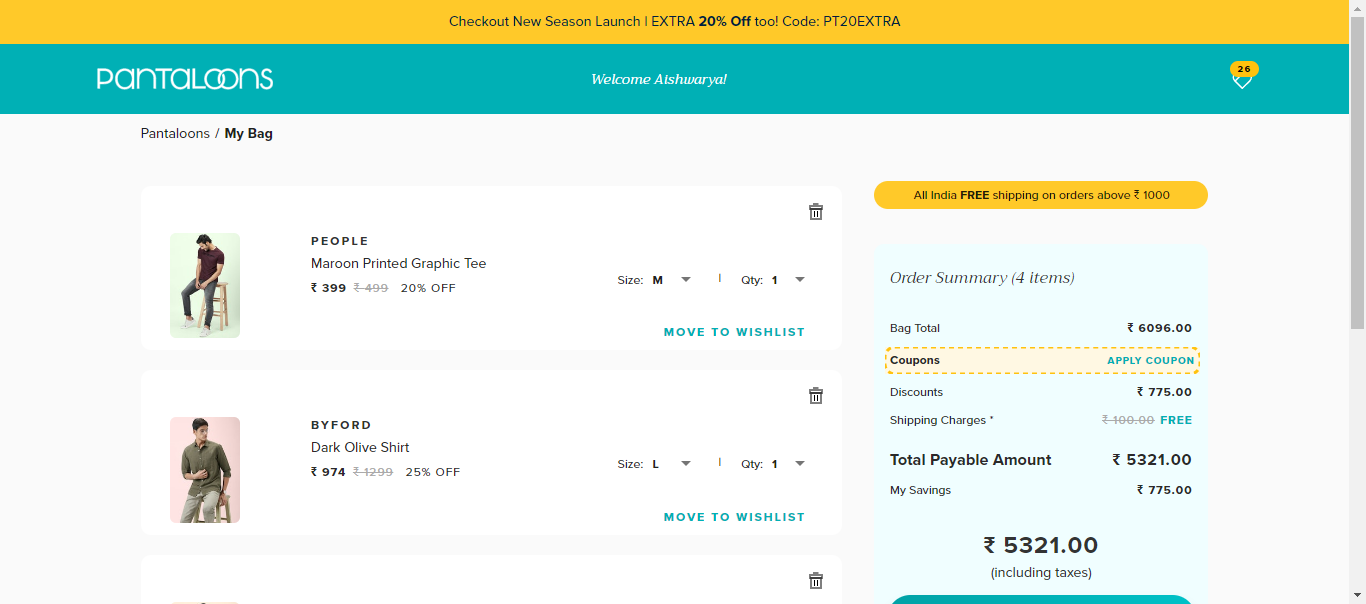 Checkout New Season Launch | EXTRA 20% Off too! Code: PT20EXTRA
PANTALOONS
Welcome Aishwarya!
26
Pantaloons / My Bag
PEOPLE
Maroon Printed Graphic Tee
₹ 399 ₹ 499 20% OFF
Size: M | Qty: 1
MOVE TO WISHLIST
BYFORD
Dark Olive Shirt
₹ 974 ₹ 1299 25% OFF
Size: L | Qty: 1
MOVE TO WISHLIST
All India FREE shipping on orders above ₹ 1000
Order Summary (4 items)
Bag Total ₹ 6096.00
Coupons APPLY COUPON
Discounts ₹ 775.00
Shipping Charges * ₹ 100.00 FREE
Total Payable Amount ₹ 5321.00
My Savings ₹ 775.00
₹ 5321.00
(including taxes)